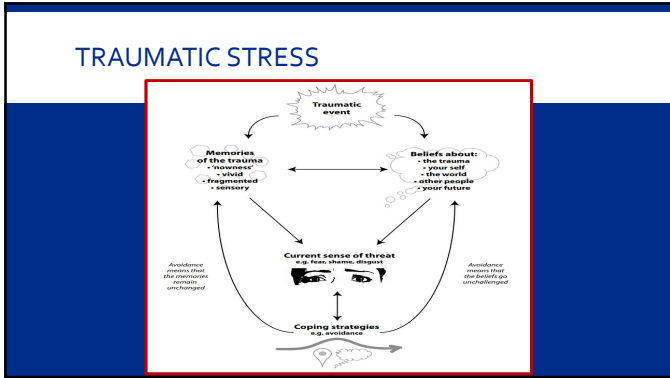 TRAUMATIC STRESS
Traumatic
event
Memories
of the trauma
- 'nowness'
- vivid
- fragmented
- sensory
Beliefs about:
- the trauma
- your self
- the world
- other people
- your future
Current sense of threat
e.g. fear, shame, disgust
Avoidance
means that
the memories
remain
unchanged
Avoidance
means that
the beliefs go
unchallenged
Coping strategies
e.g. avoidance